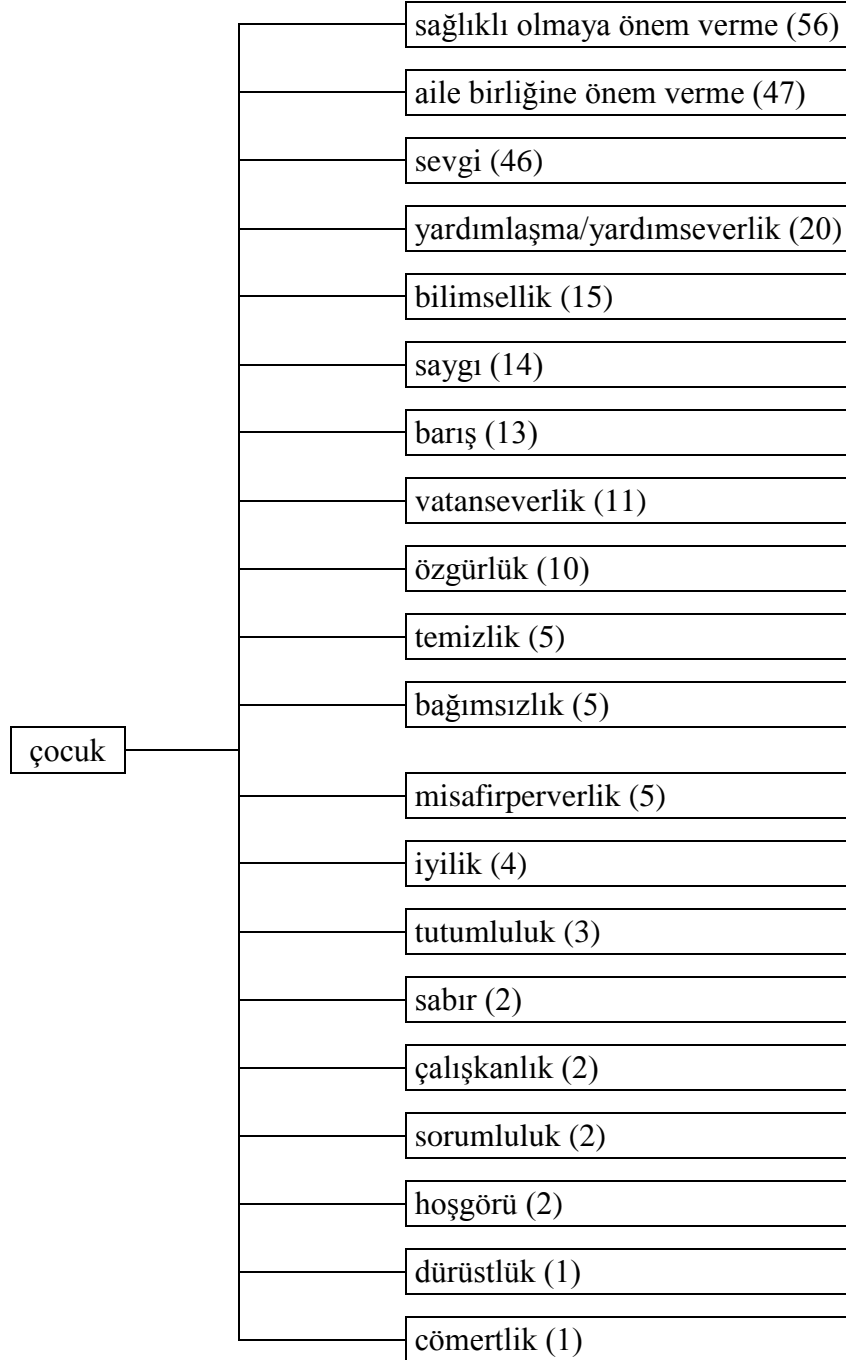 sağlıklı olmaya önem verme (56)
aile birliğine önem verme (47)
sevgi (46)
yardımlaşma/yardımseverlik (20)
bilimsellik (15)
saygı (14)
barış (13)
vatanseverlik (11)
özgürlük (10)
temizlik (5)
bağımsızlık (5)
çocuk
misafirperverlik (5)
iyilik (4)
tutumluluk (3)
sabır (2)
çalışkanlık (2)
sorumluluk (2)
hoşgörü (2)
dürüstlük (1)
cömertlik (1)